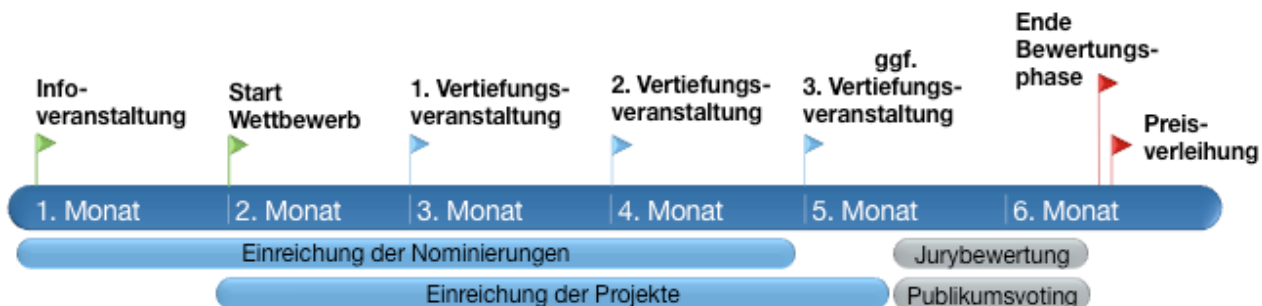 Info-
veranstaltung
Start
Wettbewerb
1. Vertiefungs-
veranstaltung
2. Vertiefungs-
veranstaltung
ggf.
3. Vertiefungs-
veranstaltung
Ende
Bewertungs-
phase
Preis-
verleihung
1. Monat
2. Monat
3. Monat
4. Monat
5. Monat
6. Monat
Einreichung der Nominierungen
Jurybewertung
Einreichung der Projekte
Publikumsvoting